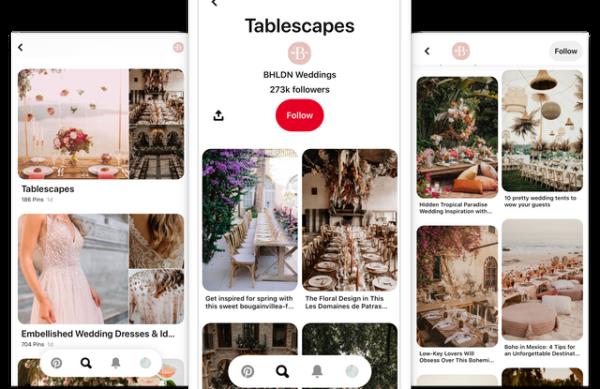 Tablescapes
186 Pins 1d
Embellished Wedding Dresses & Id...
704 Pins 1d
Tablescapes
B
BHLDN Weddings
273k followers
Follow
Get inspired for spring with
this sweet bougainvillea-f...
The Floral Design in This
Les Domaines de Patras...
B
Follow
Hidden Tropical Paradise
Wedding Inspiration with...
10 pretty wedding tents to
wow your guests
Low-Key Lovers Will
Obsess Over This Bohemi...
Boho in Mexico: 4 Tips for
an Unforgettable Destinat...